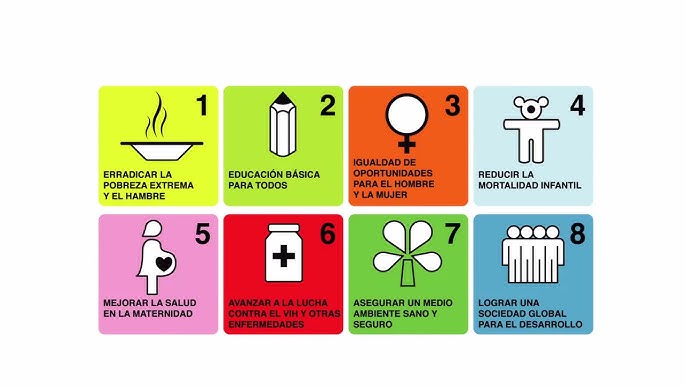 1
ERRADICAR LA
POBREZA EXTREMA
Y EL HAMBRE
2
EDUCACIÓN BÁSICA
PARA TODOS
3
IGUALDAD DE
OPORTUNIDADES
PARA EL HOMBRE
Y LA MUJER
4
REDUCIR LA
MORTALIDAD INFANTIL
5
MEJORAR LA SALUD
EN LA MATERNIDAD
6
AVANZAR A LA LUCHA
CONTRA EL VIH Y OTRAS
ENFERMEDADES
7
ASEGURAR UN MEDIO
AMBIENTE SANO Y
SEGURO
8
LOGRAR UNA
SOCIEDAD GLOBAL
PARA EL DESARROLLO